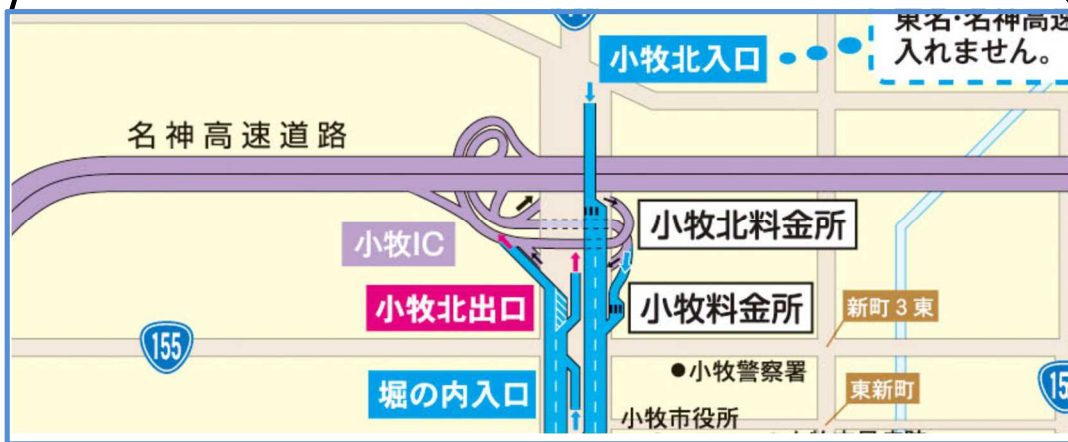 東名・名神高速
入れません。
小牧北入口
名神高速道路
小牧北料金所
小牧IC
小牧北出口
小牧料金所
新町3東
155
●小牧警察署
堀の内入口
東新町
15
小牧市役所